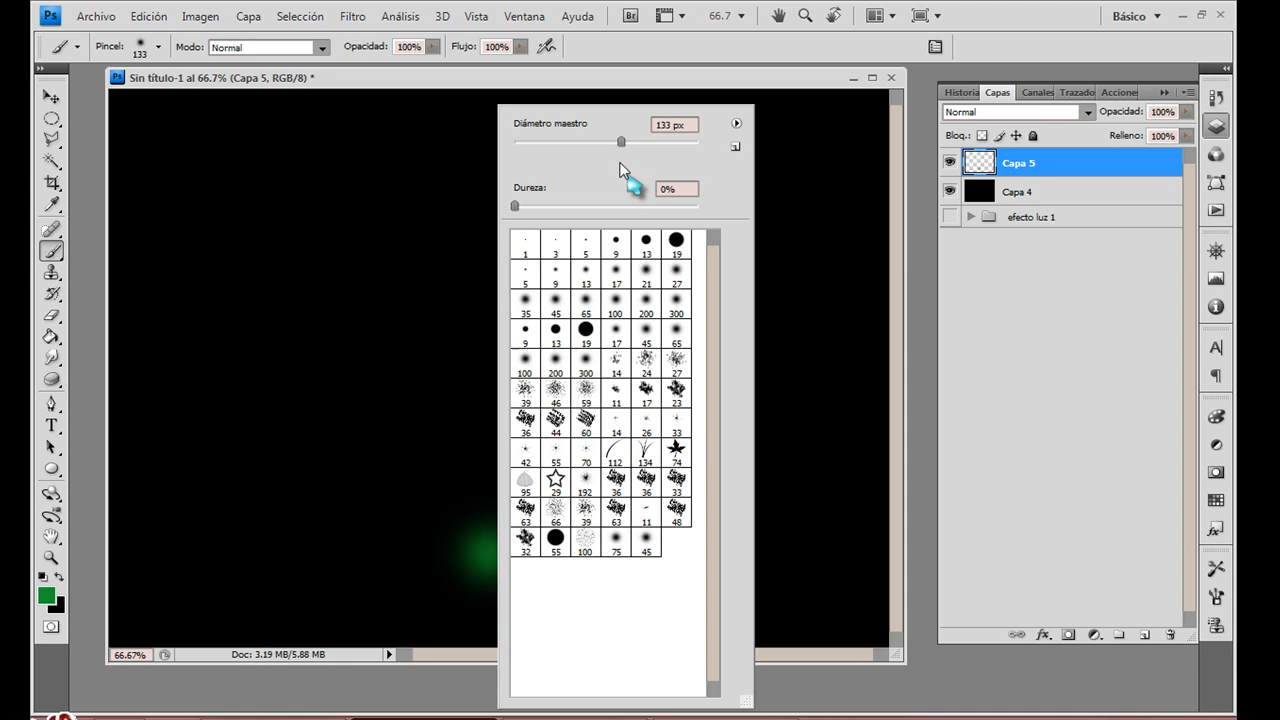 Ps Archivo Edición Imagen Capa Selección Filtro Análisis 3D Vista Ventana Ayuda Br 66.7 Básico
Pincel: 133 Modo: Normal Opacidad: 100% Flujo: 100%
Ps Sin título-1 al 66.7% (Capa 5, RGB/8) *
Diámetro maestro 133 px
Dureza: 0%
1 3 5 9 13 19
5 9 13 17 21 27
35 45 65 100 200 300
9 13 19 17 45 65
100 200 300 14 24 27
39 46 59 11 17 23
36 44 60 14 26 33
42 55 70 112 134 74
95 29 192 36 36 33
63 66 39 63 11 48
32 55 100 75 45
66.67% Doc: 3.19 MB/5.88 MB
Historia Capas Canales Trazado Accione
Normal Opacidad: 100%
Bloq.: Relleno: 100%
Capa 5
Capa 4
efecto luz 1